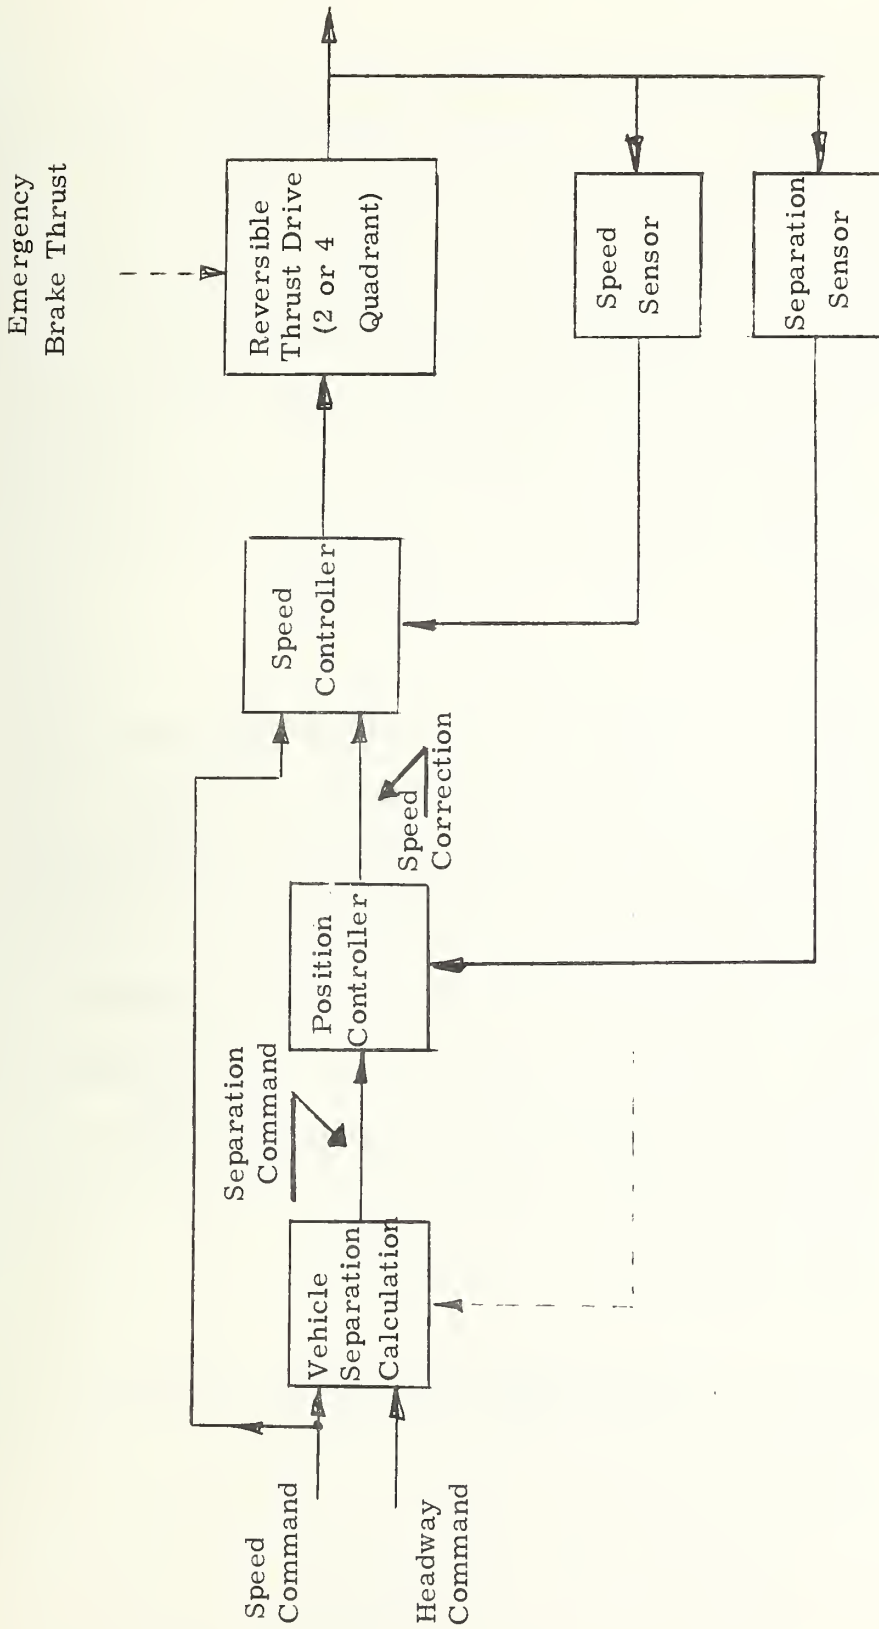 Speed
Command
Headway
Command
Vehicle
Separation
Calculation
Separation
Command
Position
Controller
Speed
Correction
Speed
Controller
Reversible
Thrust Drive
(2 or 4
Quadrant)
Emergency
Brake Thrust
Speed
Sensor
Separation
Sensor